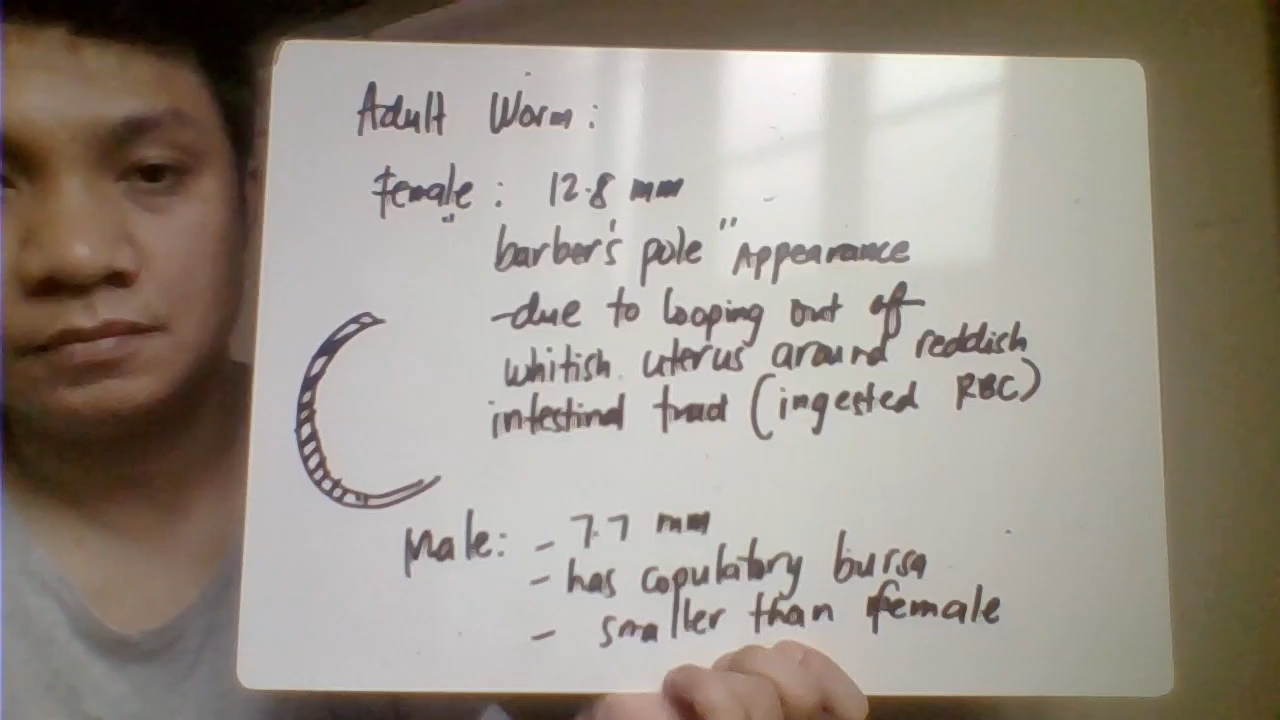 Adult Worm:
Female: 12.8 mm
"barber's pole" Appearance
-due to looping out off
whitish uterus around reddish
intestinal tract (ingested RBC)
Male: - 7.7 mm
- has copulatory bursa
- smaller than female